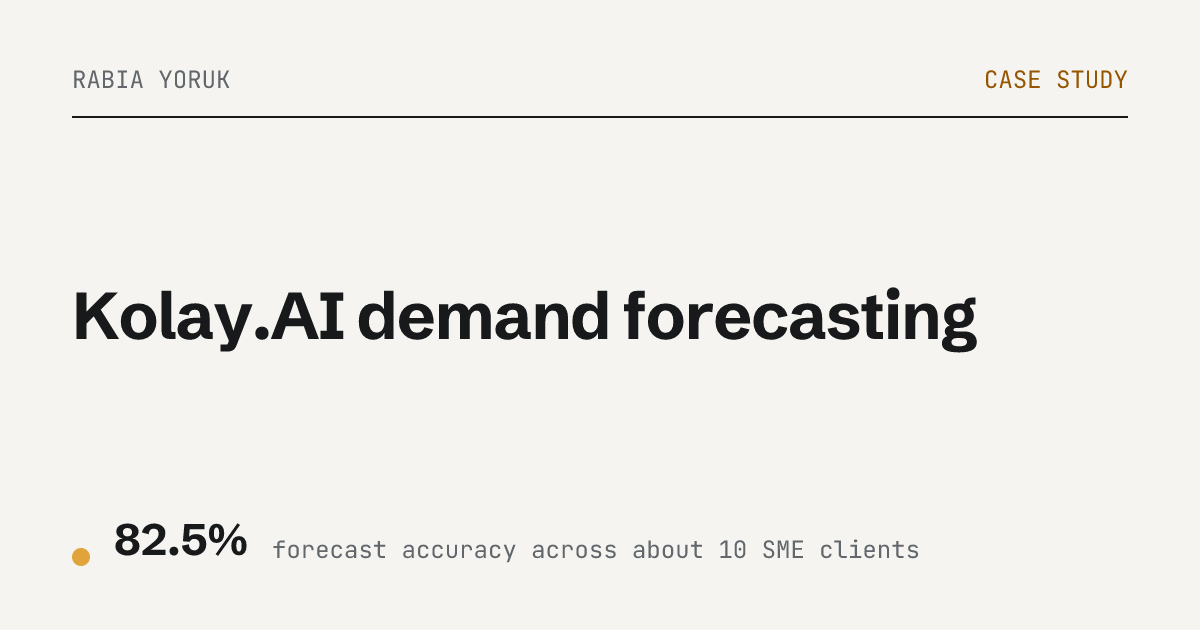 RABIA YORUK
CASE STUDY
Kolay.AI demand forecasting
82.5% forecast accuracy across about 10 SME clients